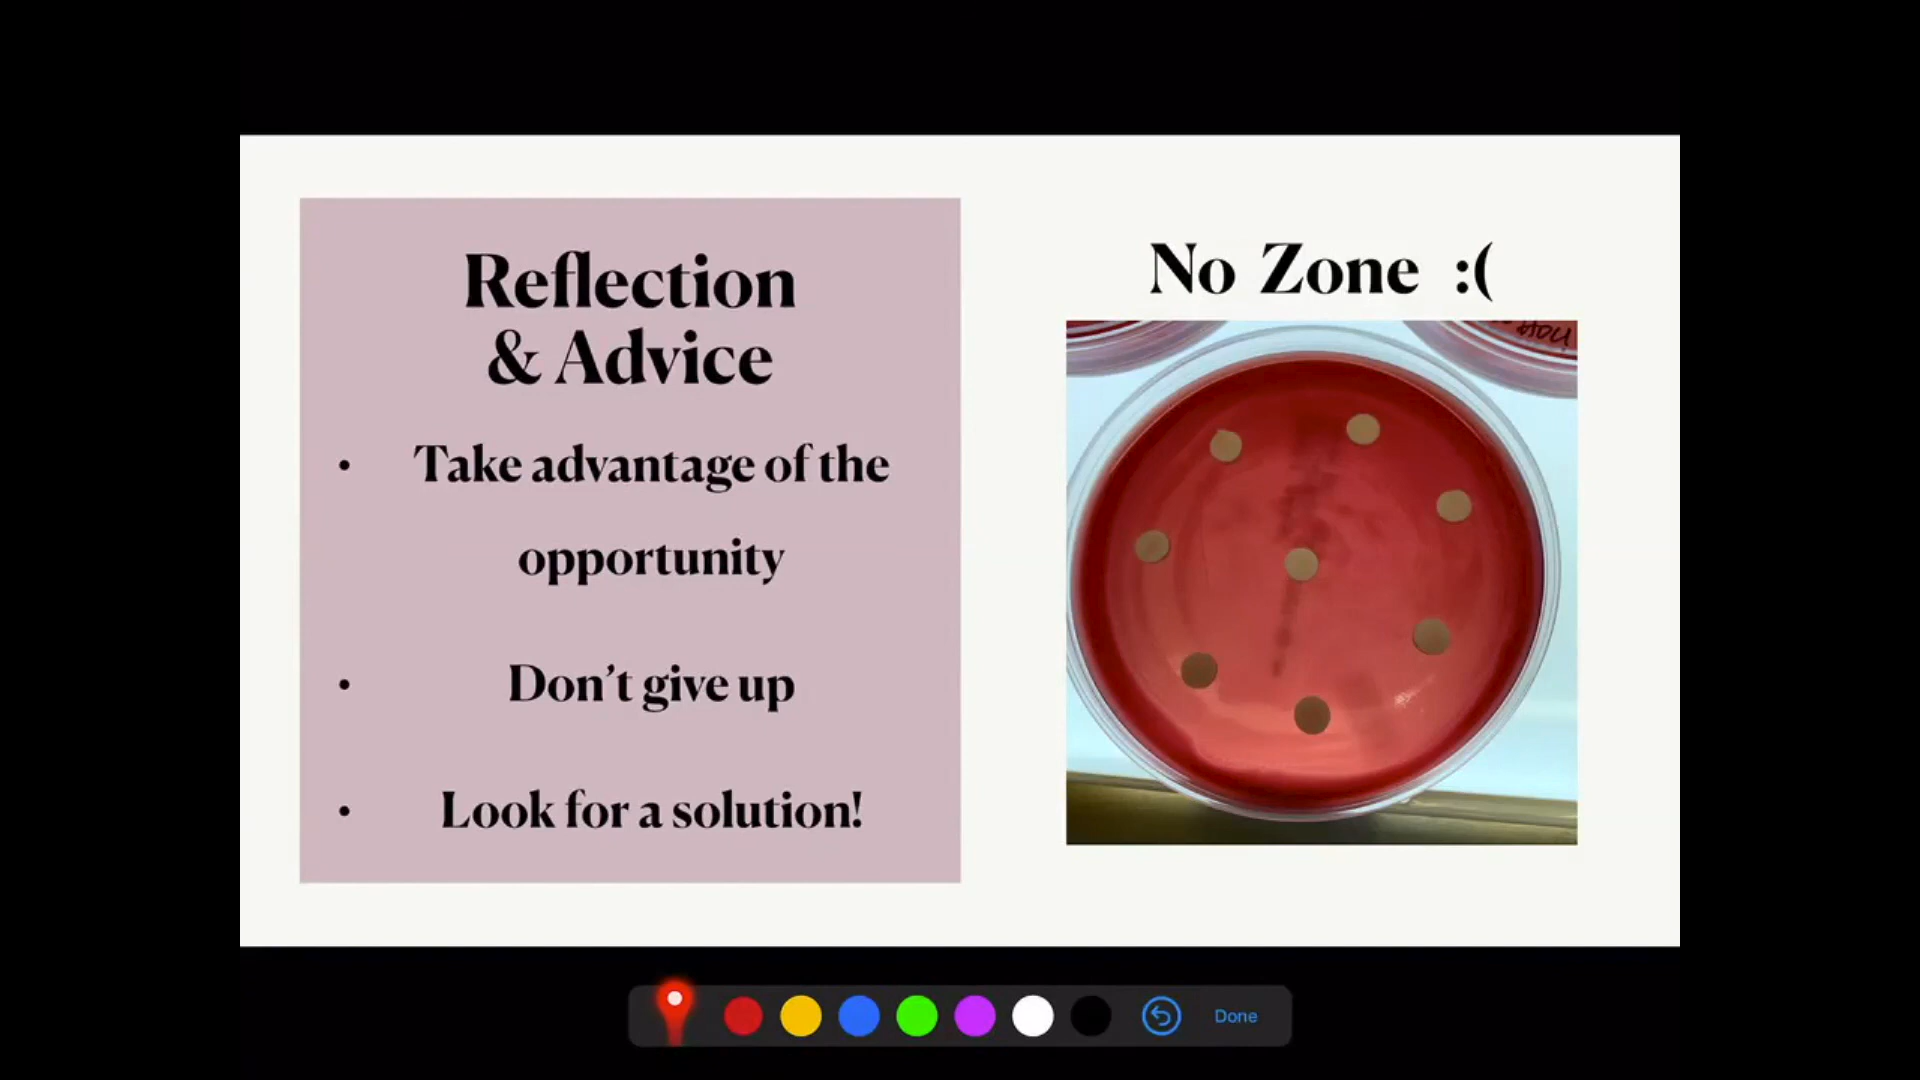 Reflection
& Advice
• Take advantage of the
opportunity
• Don’t give up
• Look for a solution!
No Zone :(
Done